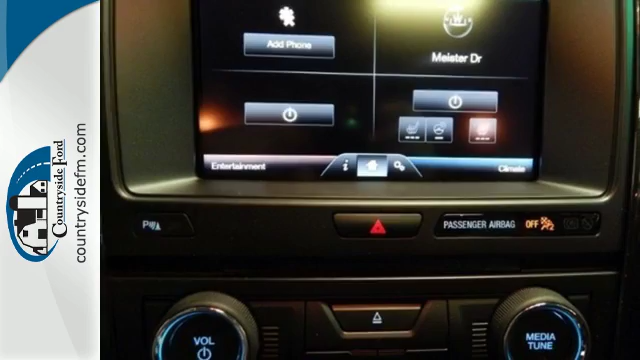 Add Phone
Meister Dr
Entertainment
i
Climate
P
PASSENGER AIRBAG OFF
VOL
MEDIA
TUNE
Countryside Ford
countrysidefm.com